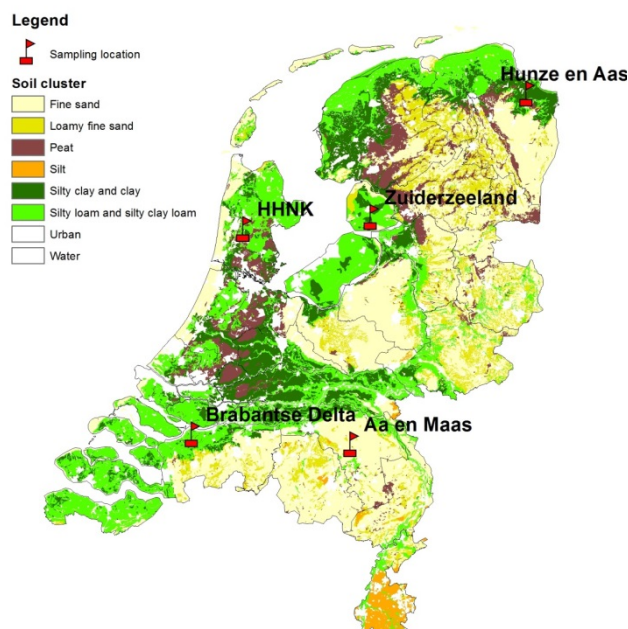 Legend
Sampling location
Soil cluster
Fine sand
Loamy fine sand
Peat
Silt
Silty clay and clay
Silty loam and silty clay loam
Urban
Water
Hunze en Aas
Zuiderzeeland
HHNK
Brabantse Delta
Aa en Maas